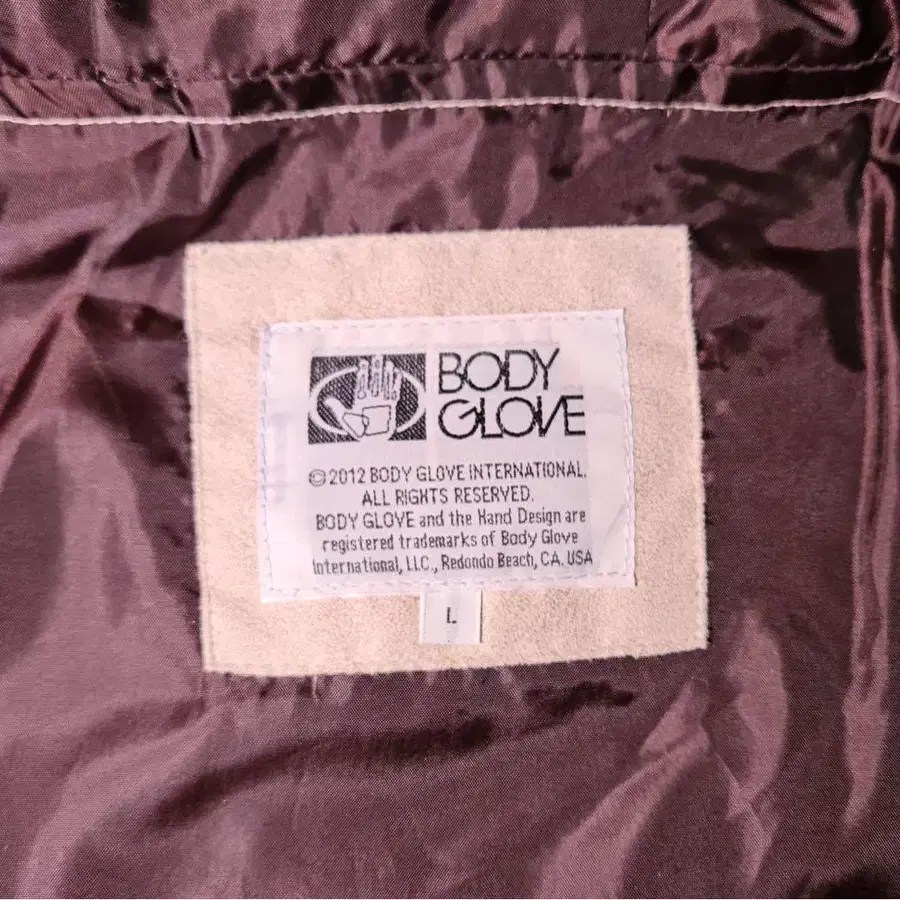 BODY
GLOVE
© 2012 BODY GLOVE INTERNATIONAL.
ALL RIGHTS RESERVED.
BODY GLOVE and the Hand Design are
registered trademarks of Body Glove
International, LLC., Redondo Beach, CA. USA
L